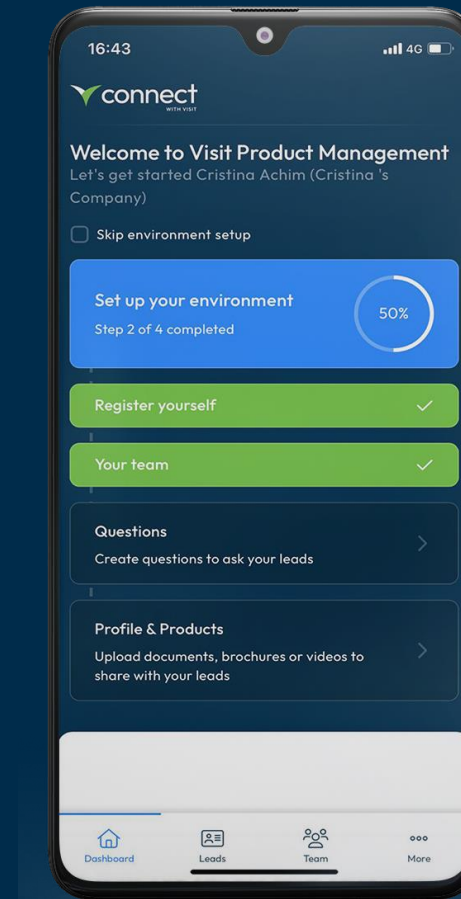 16:43
4G
connect
WITH VISIT
Welcome to Visit Product Management
Let's get started Cristina Achim (Cristina 's
Company)
Skip environment setup
Set up your environment
Step 2 of 4 completed
50%
Register yourself
Your team
Questions
Create questions to ask your leads
Profile & Products
Upload documents, brochures or videos to
share with your leads
Dashboard
Leads
Team
More